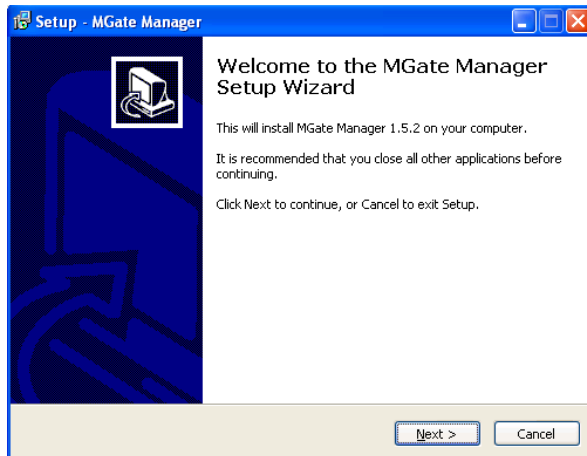 Setup - MGate Manager
Welcome to the MGate Manager
Setup Wizard
This will install MGate Manager 1.5.2 on your computer.
It is recommended that you close all other applications before
continuing.
Click Next to continue, or Cancel to exit Setup.
Next >
Cancel